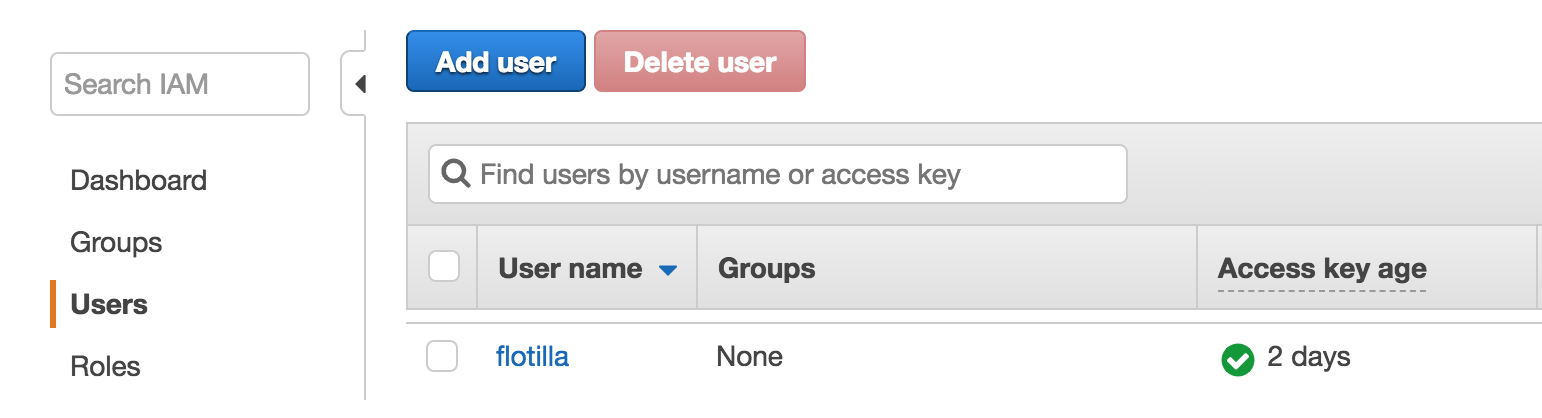 Search IAM
Dashboard
Groups
Users
Roles
Add user Delete user
Find users by username or access key
User name Groups Access key age
flotilla None 2 days